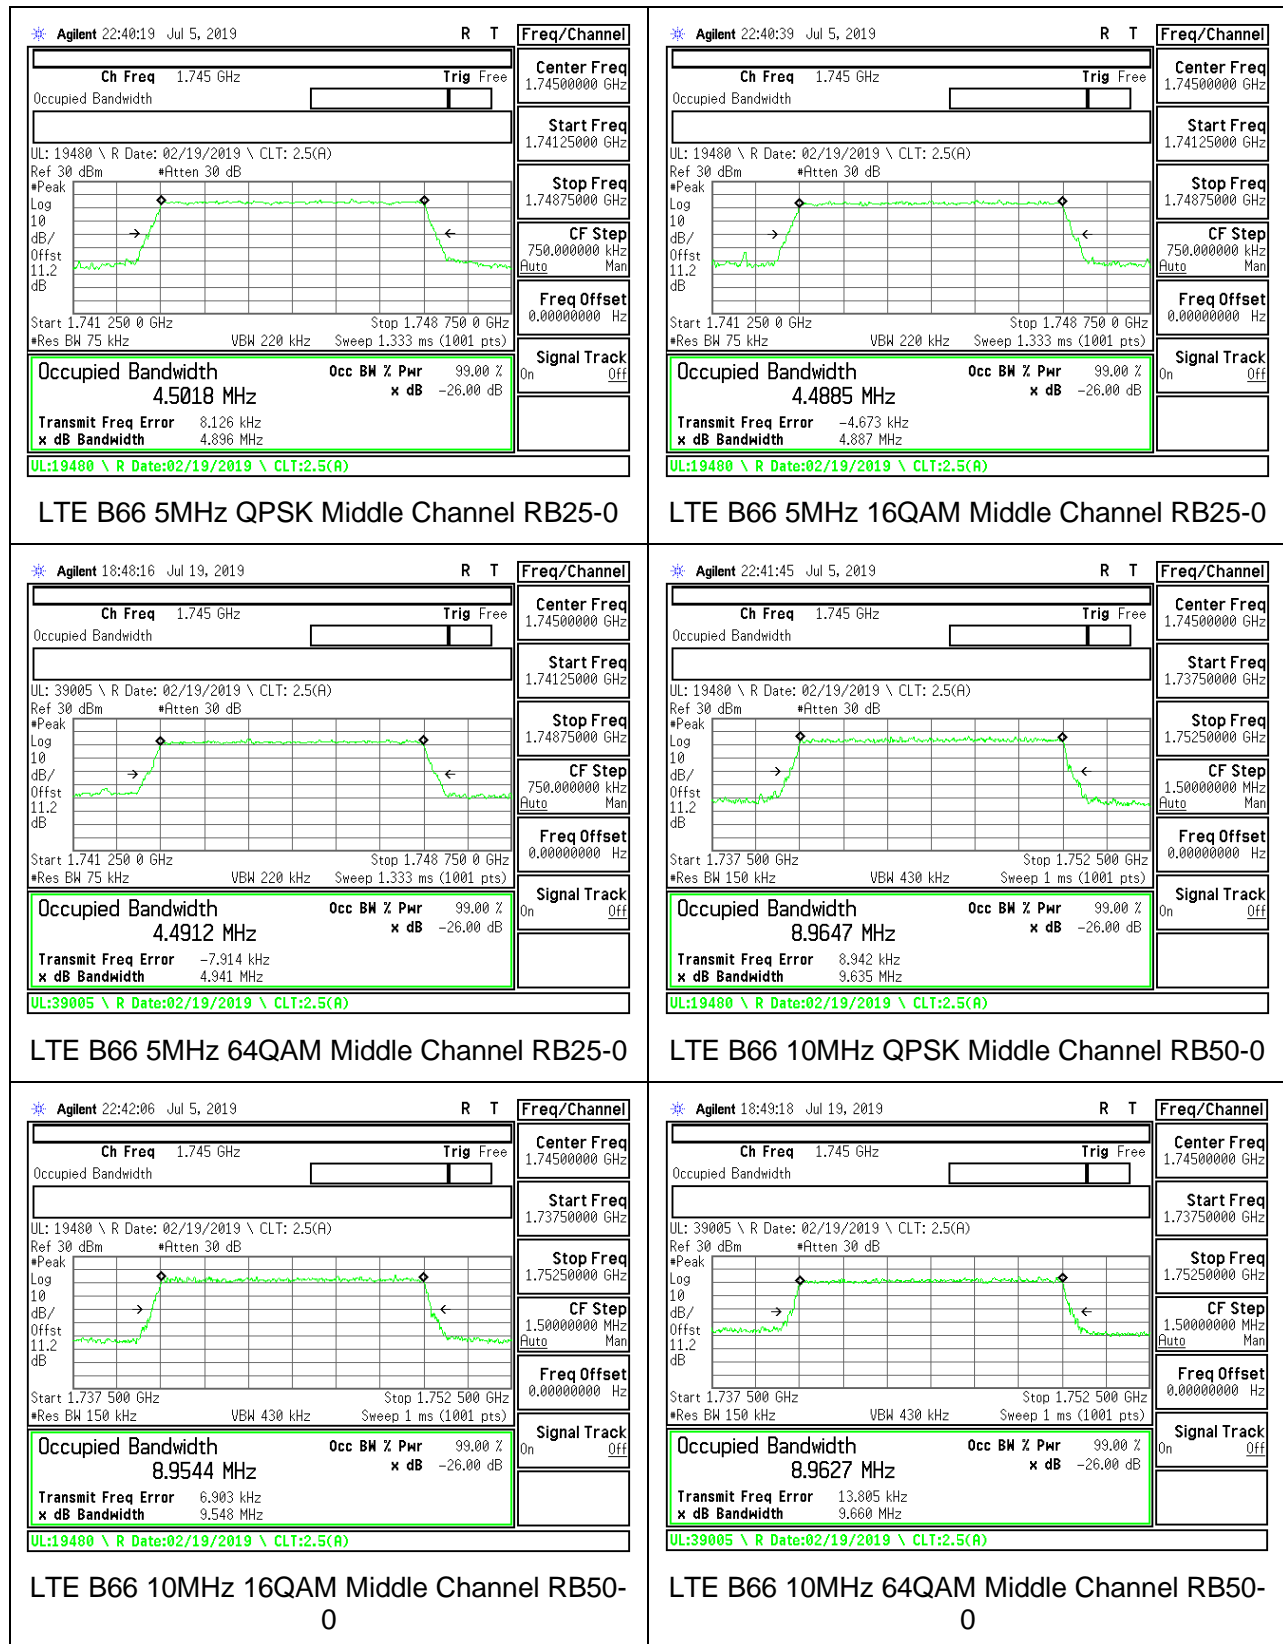 Agilent 22:40:19 Jul 5, 2019 R T Freq/Channel
Ch Freq 1.745 GHz Trig Free
Occupied Bandwidth
Center Freq
1.74500000 GHz
Start Freq
1.74125000 GHz
Stop Freq
1.74875000 GHz
CF Step
750.000000 kHz
Auto Man
Freq Offset
0.00000000 Hz
Signal Track
On Off
UL: 19480 \ R Date: 02/19/2019 \ CLT: 2.5(A)
Ref 30 dBm #Atten 30 dB
#Peak
Log
10
dB/
Offst
11.2
dB
Start 1.741 250 0 GHz Stop 1.748 750 0 GHz
#Res BW 75 kHz VBW 220 kHz Sweep 1.333 ms (1001 pts)
Occupied Bandwidth Occ BW % Pwr 99.00 %
4.5018 MHz x dB -26.00 dB
Transmit Freq Error 8.126 kHz
x dB Bandwidth 4.896 MHz
UL:19480 \ R Date:02/19/2019 \ CLT:2.5(A)
LTE B66 5MHz QPSK Middle Channel RB25-0
Agilent 22:40:39 Jul 5, 2019 R T Freq/Channel
Ch Freq 1.745 GHz Trig Free
Occupied Bandwidth
Center Freq
1.74500000 GHz
Start Freq
1.74125000 GHz
Stop Freq
1.74875000 GHz
CF Step
750.000000 kHz
Auto Man
Freq Offset
0.00000000 Hz
Signal Track
On Off
UL: 19480 \ R Date: 02/19/2019 \ CLT: 2.5(A)
Ref 30 dBm #Atten 30 dB
#Peak
Log
10
dB/
Offst
11.2
dB
Start 1.741 250 0 GHz Stop 1.748 750 0 GHz
#Res BW 75 kHz VBW 220 kHz Sweep 1.333 ms (1001 pts)
Occupied Bandwidth Occ BW % Pwr 99.00 %
4.4885 MHz x dB -26.00 dB
Transmit Freq Error -4.673 kHz
x dB Bandwidth 4.887 MHz
UL:19480 \ R Date:02/19/2019 \ CLT:2.5(A)
LTE B66 5MHz 16QAM Middle Channel RB25-0
Agilent 18:48:16 Jul 19, 2019 R T Freq/Channel
Ch Freq 1.745 GHz Trig Free
Occupied Bandwidth
Center Freq
1.74500000 GHz
Start Freq
1.74125000 GHz
Stop Freq
1.74875000 GHz
CF Step
750.000000 kHz
Auto Man
Freq Offset
0.00000000 Hz
Signal Track
On Off
UL: 39005 \ R Date: 02/19/2019 \ CLT: 2.5(A)
Ref 30 dBm #Atten 30 dB
#Peak
Log
10
dB/
Offst
11.2
dB
Start 1.741 250 0 GHz Stop 1.748 750 0 GHz
#Res BW 75 kHz VBW 220 kHz Sweep 1.333 ms (1001 pts)
Occupied Bandwidth Occ BW % Pwr 99.00 %
4.4912 MHz x dB -26.00 dB
Transmit Freq Error -7.914 kHz
x dB Bandwidth 4.941 MHz
UL:39005 \ R Date:02/19/2019 \ CLT:2.5(A)
LTE B66 5MHz 64QAM Middle Channel RB25-0
Agilent 22:41:45 Jul 5, 2019 R T Freq/Channel
Ch Freq 1.745 GHz Trig Free
Occupied Bandwidth
Center Freq
1.74500000 GHz
Start Freq
1.73750000 GHz
Stop Freq
1.75250000 GHz
CF Step
1.50000000 MHz
Auto Man
Freq Offset
0.00000000 Hz
Signal Track
On Off
UL: 19480 \ R Date: 02/19/2019 \ CLT: 2.5(A)
Ref 30 dBm #Atten 30 dB
#Peak
Log
10
dB/
Offst
11.2
dB
Start 1.737 500 GHz Stop 1.752 500 GHz
#Res BW 150 kHz VBW 430 kHz Sweep 1 ms (1001 pts)
Occupied Bandwidth Occ BW % Pwr 99.00 %
8.9647 MHz x dB -26.00 dB
Transmit Freq Error 8.942 kHz
x dB Bandwidth 9.635 MHz
UL:19480 \ R Date:02/19/2019 \ CLT:2.5(A)
LTE B66 10MHz QPSK Middle Channel RB50-0
Agilent 22:42:06 Jul 5, 2019 R T Freq/Channel
Ch Freq 1.745 GHz Trig Free
Occupied Bandwidth
Center Freq
1.74500000 GHz
Start Freq
1.73750000 GHz
Stop Freq
1.75250000 GHz
CF Step
1.50000000 MHz
Auto Man
Freq Offset
0.00000000 Hz
Signal Track
On Off
UL: 19480 \ R Date: 02/19/2019 \ CLT: 2.5(A)
Ref 30 dBm #Atten 30 dB
#Peak
Log
10
dB/
Offst
11.2
dB
Start 1.737 500 GHz Stop 1.752 500 GHz
#Res BW 150 kHz VBW 430 kHz Sweep 1 ms (1001 pts)
Occupied Bandwidth Occ BW % Pwr 99.00 %
8.9544 MHz x dB -26.00 dB
Transmit Freq Error 6.903 kHz
x dB Bandwidth 9.548 MHz
UL:19480 \ R Date:02/19/2019 \ CLT:2.5(A)
LTE B66 10MHz 16QAM Middle Channel RB50-
0
Agilent 18:49:18 Jul 19, 2019 R T Freq/Channel
Ch Freq 1.745 GHz Trig Free
Occupied Bandwidth
Center Freq
1.74500000 GHz
Start Freq
1.73750000 GHz
Stop Freq
1.75250000 GHz
CF Step
1.50000000 MHz
Auto Man
Freq Offset
0.00000000 Hz
Signal Track
On Off
UL: 39005 \ R Date: 02/19/2019 \ CLT: 2.5(A)
Ref 30 dBm #Atten 30 dB
#Peak
Log
10
dB/
Offst
11.2
dB
Start 1.737 500 GHz Stop 1.752 500 GHz
#Res BW 150 kHz VBW 430 kHz Sweep 1 ms (1001 pts)
Occupied Bandwidth Occ BW % Pwr 99.00 %
8.9627 MHz x dB -26.00 dB
Transmit Freq Error 13.805 kHz
x dB Bandwidth 9.660 MHz
UL:39005 \ R Date:02/19/2019 \ CLT:2.5(A)
LTE B66 10MHz 64QAM Middle Channel RB50-
0